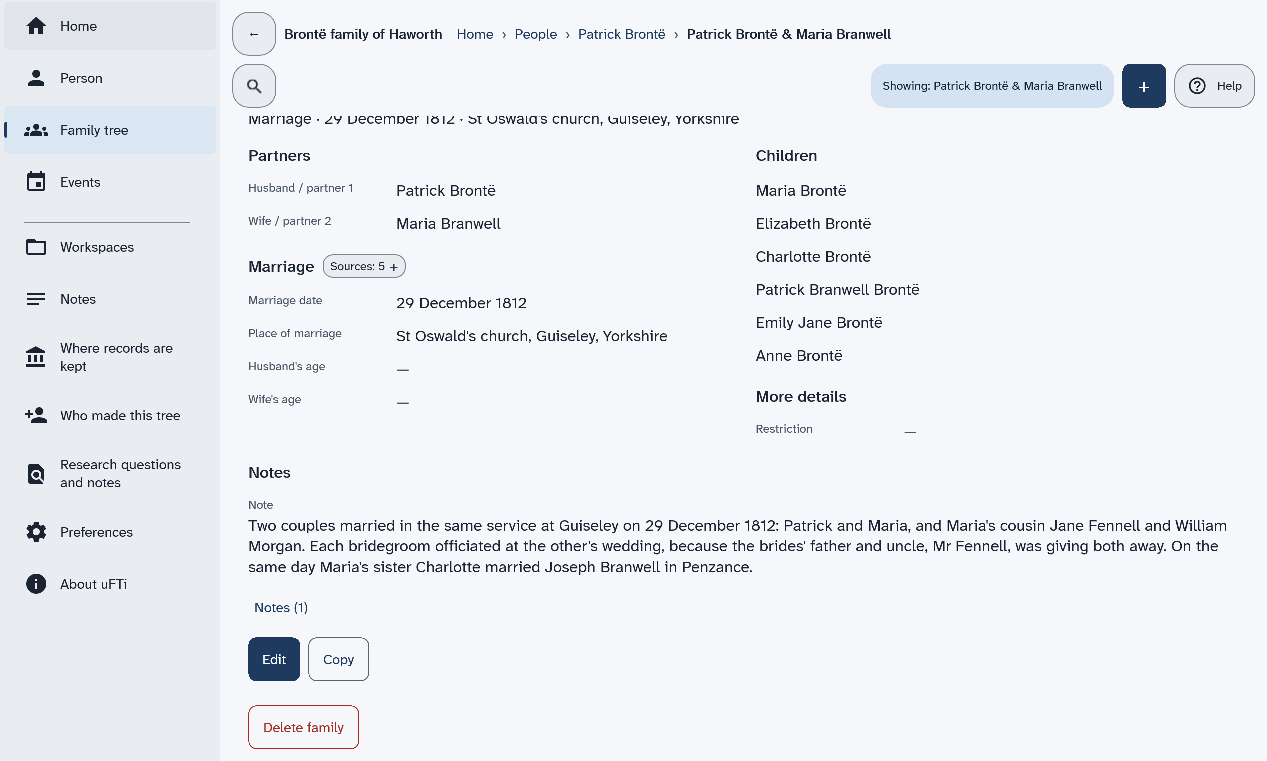 Home
Person
Family tree
Events
Workspaces
Notes
Where records are
kept
Who made this tree
Research questions
and notes
Preferences
About uFTi
← Brontë family of Haworth Home › People › Patrick Brontë › Patrick Brontë & Maria Branwell
Showing: Patrick Brontë & Maria Branwell + Help
Marriage · 29 December 1812 · St Oswald's church, Guiseley, Yorkshire
Partners
Husband / partner 1 Patrick Brontë
Wife / partner 2 Maria Branwell
Marriage Sources: 5 +
Marriage date 29 December 1812
Place of marriage St Oswald's church, Guiseley, Yorkshire
Husband's age —
Wife's age —
Children
Maria Brontë
Elizabeth Brontë
Charlotte Brontë
Patrick Branwell Brontë
Emily Jane Brontë
Anne Brontë
More details
Restriction —
Notes
Note
Two couples married in the same service at Guiseley on 29 December 1812: Patrick and Maria, and Maria's cousin Jane Fennell and William
Morgan. Each bridegroom officiated at the other's wedding, because the brides' father and uncle, Mr Fennell, was giving both away. On the
same day Maria's sister Charlotte married Joseph Branwell in Penzance.
Notes (1)
Edit Copy
Delete family